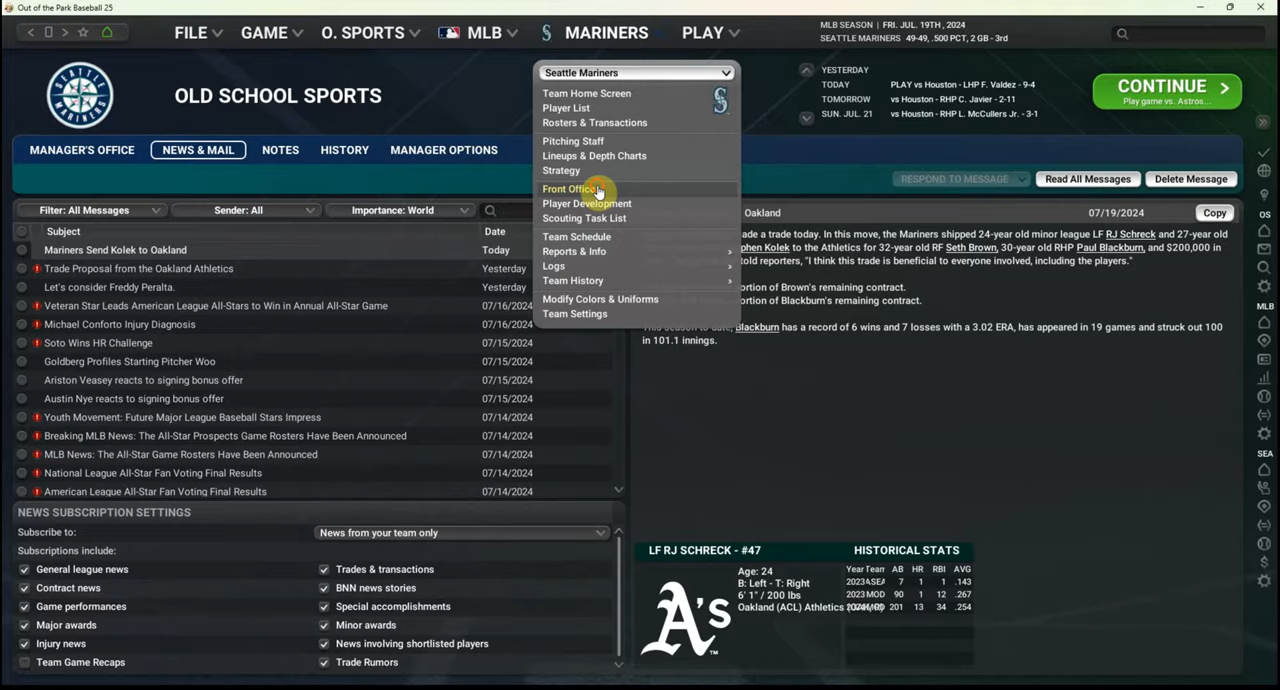 Out of the Park Baseball 25
FILE
GAME
O. SPORTS
MLB
MARINERS
PLAY
MLB SEASON | FRI. JUL. 19TH , 2024
SEATTLE MARINERS 49-49, .500 PCT, 2 GB - 3rd
OLD SCHOOL SPORTS
YESTERDAY
TODAY PLAY vs Houston - LHP F. Valdez - 9-4
TOMORROW vs Houston - RHP C. Javier - 2-11
SUN. JUL. 21 vs Houston - RHP L. McCullers Jr. - 3-1
CONTINUE
Play game vs. Astros...
MANAGER'S OFFICE
NEWS & MAIL
NOTES
HISTORY
MANAGER OPTIONS
Seattle Mariners
Team Home Screen
Player List
Rosters & Transactions
Pitching Staff
Lineups & Depth Charts
Strategy
Front Office
Player Development
Scouting Task List
Team Schedule
Reports & Info
Logs
Team History
Modify Colors & Uniforms
Team Settings
RESPOND TO MESSAGE
Read All Messages
Delete Message
Filter: All Messages
Sender: All
Importance: World
Subject Date
Mariners Send Kolek to Oakland Today
Trade Proposal from the Oakland Athletics Yesterday
Let's consider Freddy Peralta. Yesterday
Veteran Star Leads American League All-Stars to Win in Annual All-Star Game 07/16/2024
Michael Conforto Injury Diagnosis 07/16/2024
Soto Wins HR Challenge 07/15/2024
Goldberg Profiles Starting Pitcher Woo 07/15/2024
Ariston Veasey reacts to signing bonus offer 07/15/2024
Austin Nye reacts to signing bonus offer 07/15/2024
Youth Movement: Future Major League Baseball Stars Impress 07/14/2024
Breaking MLB News: The All-Star Prospects Game Rosters Have Been Announced 07/14/2024
MLB News: The All-Star Game Rosters Have Been Announced 07/14/2024
National League All-Star Fan Voting Final Results 07/14/2024
American League All-Star Fan Voting Final Results 07/14/2024
Oakland 07/19/2024 Copy
ade a trade today. In this move, the Mariners shipped 24-year old minor league LF RJ Schreck and 27-year old
phen Kolek to the Athletics for 32-year old RF Seth Brown, 30-year old RHP Paul Blackburn, and $200,000 in
told reporters, "I think this trade is beneficial to everyone involved, including the players."
ortion of Brown's remaining contract.
ortion of Blackburn's remaining contract.
This season to date, Blackburn has a record of 6 wins and 7 losses with a 3.02 ERA, has appeared in 19 games and struck out 100
in 101.1 innings.
NEWS SUBSCRIPTION SETTINGS
Subscribe to: News from your team only
Subscriptions include:
General league news Trades & transactions
Contract news BNN news stories
Game performances Special accomplishments
Major awards Minor awards
Injury news News involving shortlisted players
Team Game Recaps Trade Rumors
LF RJ SCHRECK - #47
Age: 24
B: Left - T: Right
6' 1" / 200 lbs
Oakland (ACL) Athletics
A's
HISTORICAL STATS
Year Team AB HR RBI AVG
2023 ASEA 7 1 1 .143
2023 MOD 90 1 12 .267
201 13 34 .254
OS
MLB
SEA